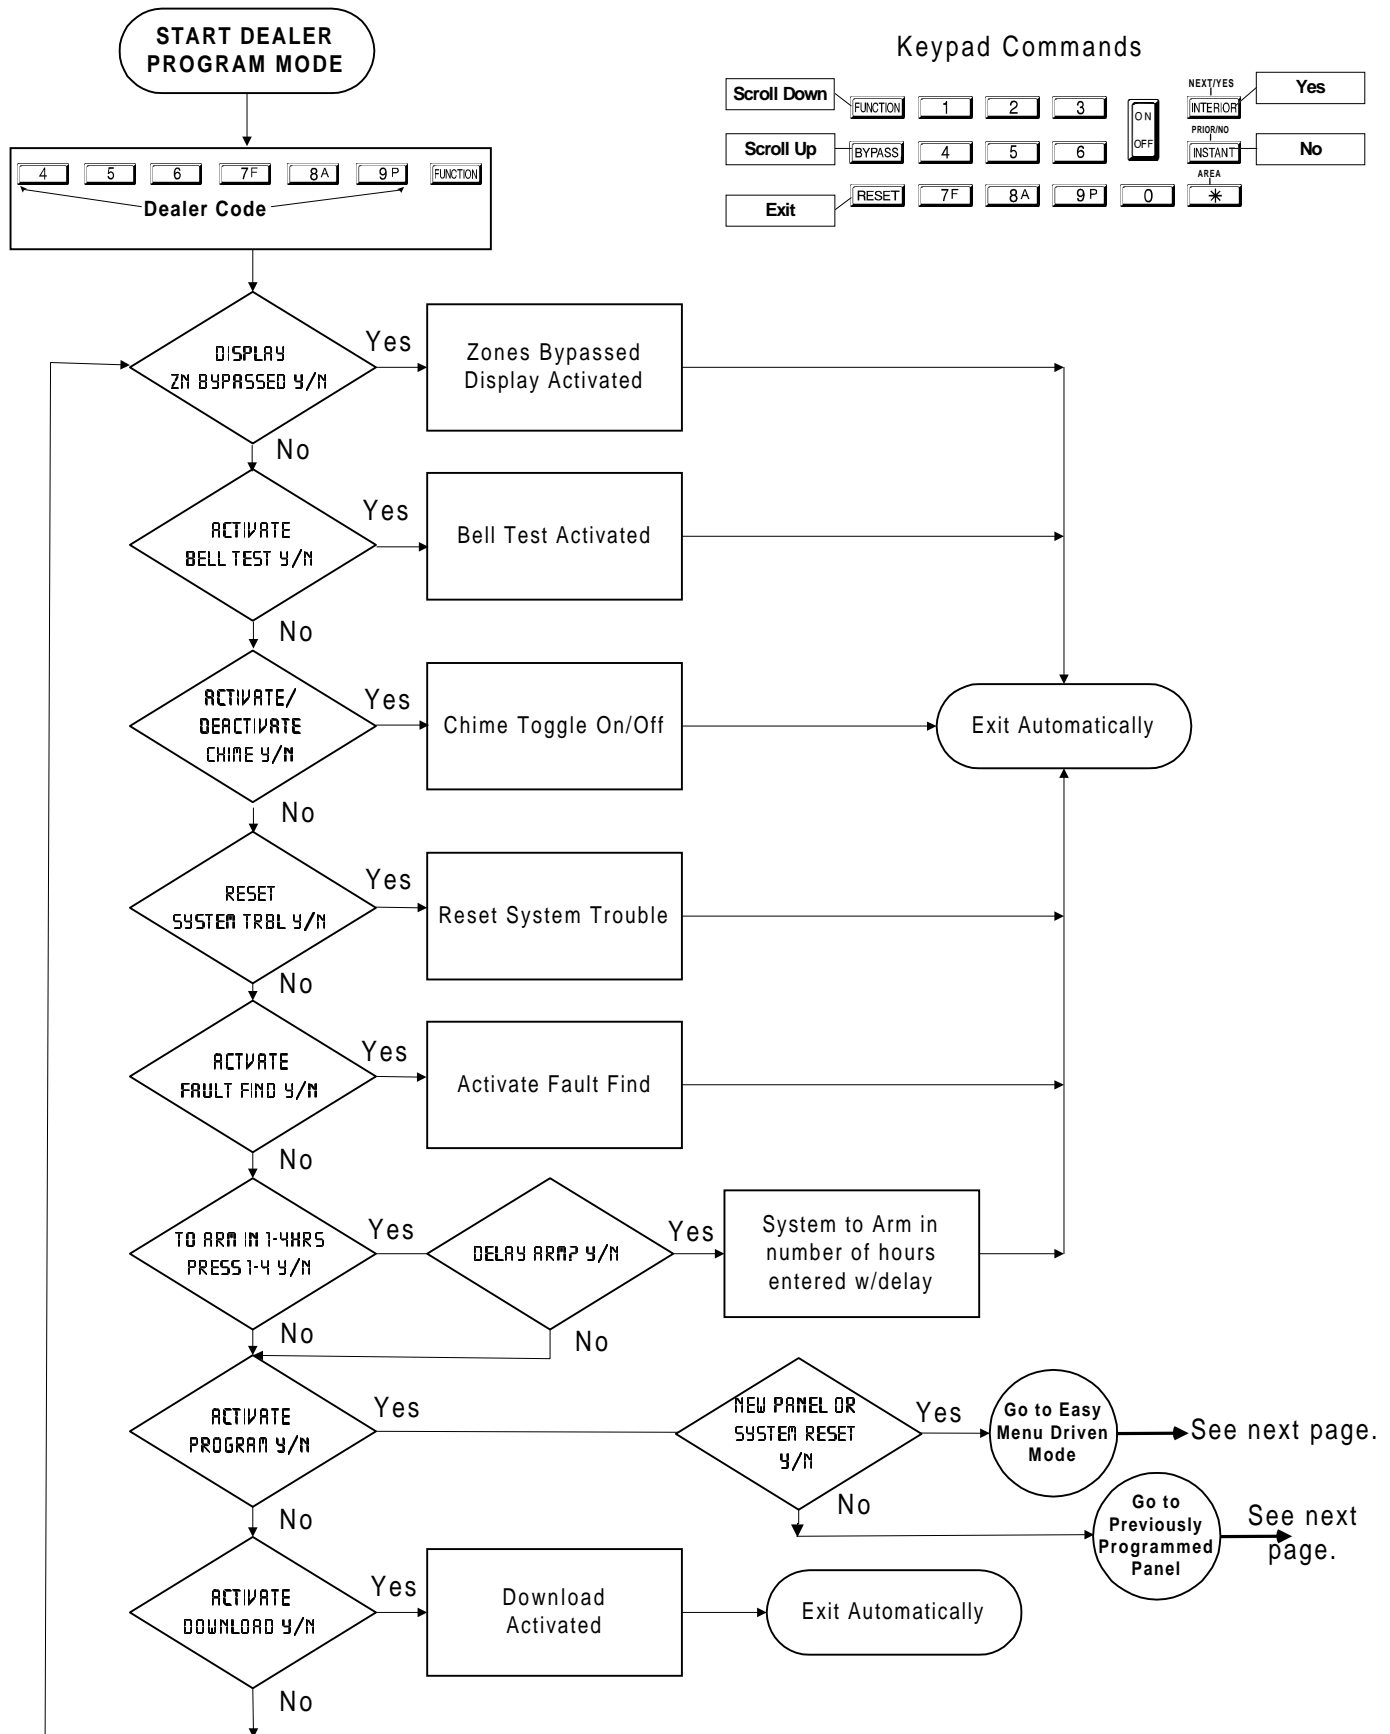 START DEALER
PROGRAM MODE
Keypad Commands
Scroll Down
FUNCTION
1
2
3
ON
OFF
NEXT/YES
INTERIOR
Yes
Scroll Up
BYPASS
4
5
6
PRIOR/NO
INSTANT
No
Exit
RESET
7F
8A
9P
0
AREA
*
4
5
6
7F
8A
9P
FUNCTION
Dealer Code
DISPLAY
ZN BYPASSED Y/N
Yes
Zones Bypassed
Display Activated
No
ACTIVATE
BELL TEST Y/N
Yes
Bell Test Activated
No
ACTIVATE/
DEACTIVATE
CHIME Y/N
Yes
Chime Toggle On/Off
Exit Automatically
No
RESET
SYSTEM TRBL Y/N
Yes
Reset System Trouble
No
ACTVATE
FAULT FIND Y/N
Yes
Activate Fault Find
No
TO ARM IN 1-4HRS
PRESS 1-4 Y/N
Yes
DELAY ARM? Y/N
Yes
System to Arm in
number of hours
entered w/delay
No
No
ACTIVATE
PROGRAM Y/N
Yes
NEW PANEL OR
SYSTEM RESET
Y/N
Yes
Go to Easy
Menu Driven
Mode
See next page.
No
Go to
Previously
Programmed
Panel
See next
page.
No
ACTIVATE
DOWNLOAD Y/N
Yes
Download
Activated
Exit Automatically
No